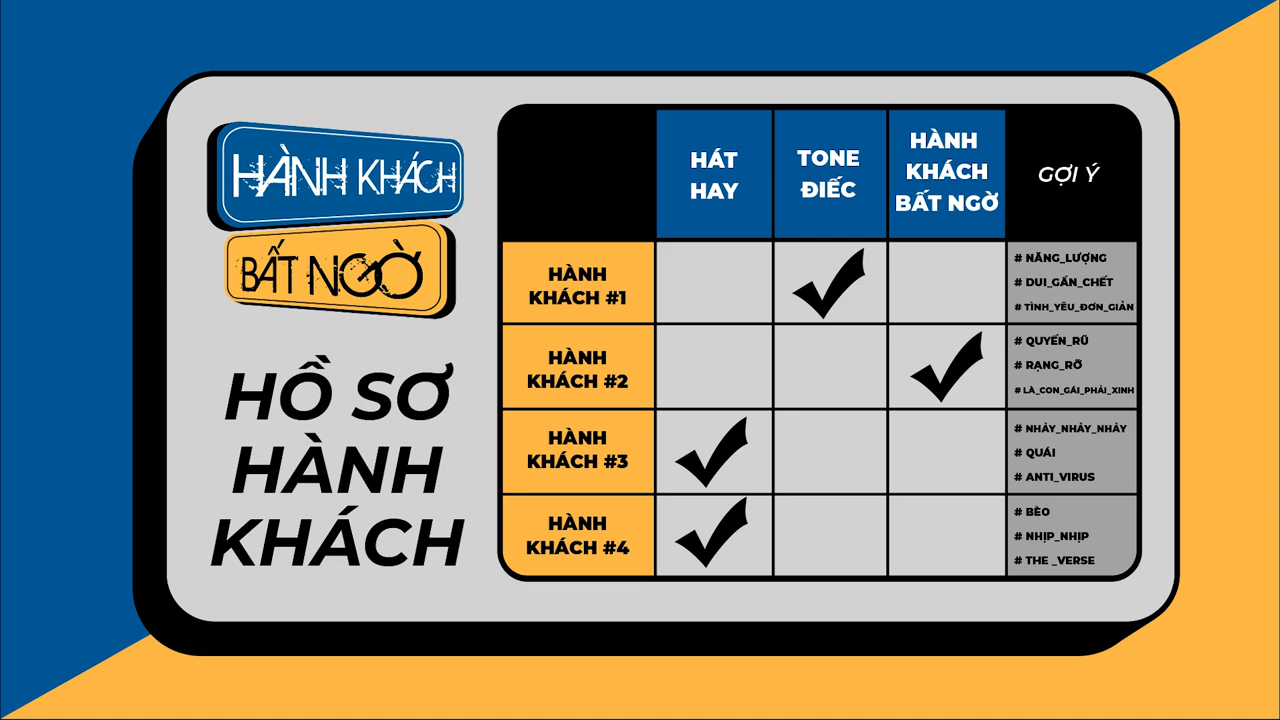 HÀNH KHÁCH
BẤT NGỜ
HỒ SƠ
HÀNH
KHÁCH
HÁT
HAY
TONE
ĐIẾC
HÀNH
KHÁCH
BẤT NGỜ
GỢI Ý
HÀNH
KHÁCH #1
# NĂNG_LƯỢNG
# DUI_GẦN_CHẾT
# TÌNH_YÊU_ĐƠN_GIẢN
HÀNH
KHÁCH #2
# QUYẾN_RŨ
# RẠNG_RỠ
# LÀ_CON_GÁI_PHẢI_XINH
HÀNH
KHÁCH #3
# NHẢY_NHẢY_NHẢY
# QUÁI
# ANTI_VIRUS
HÀNH
KHÁCH #4
# BÈO
# NHỊP_NHỊP
# THE _VERSE